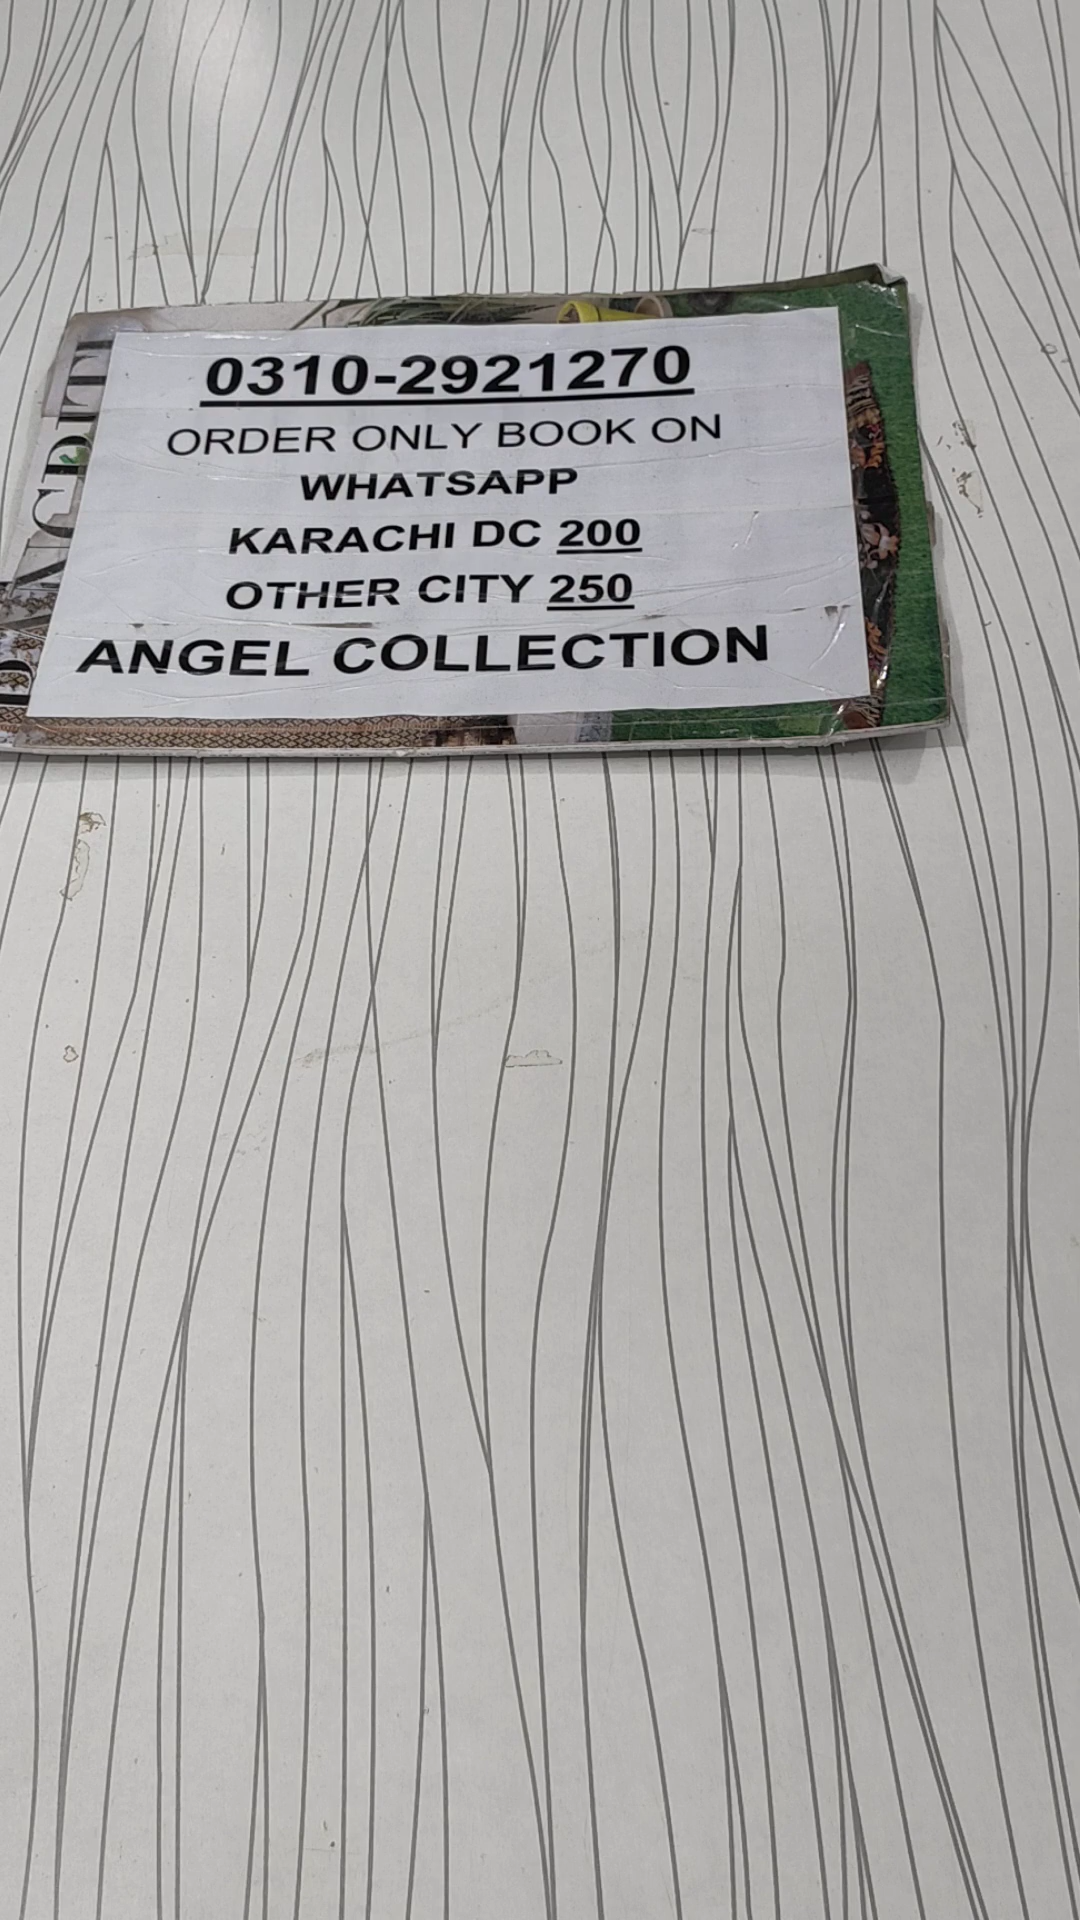 0310-2921270
ORDER ONLY BOOK ON
WHATSAPP
KARACHI DC 200
OTHER CITY 250
ANGEL COLLECTION